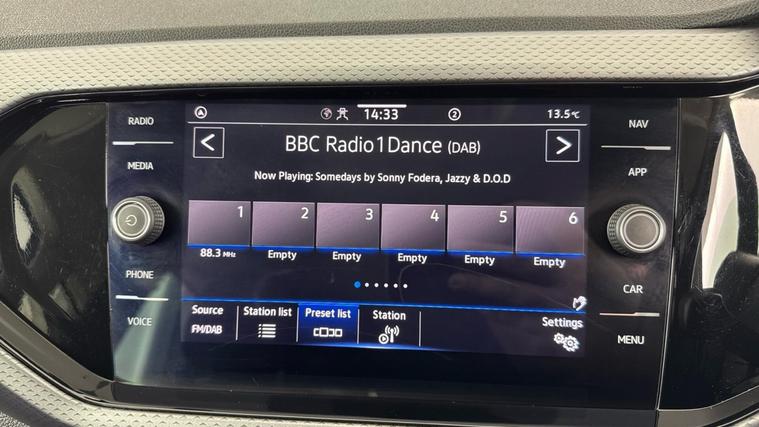 RADIO
MEDIA
PHONE
VOICE
14:33
2
13.5°C
< BBC Radio 1 Dance (DAB) >
Now Playing: Somedays by Sonny Fodera, Jazzy & D.O.D
1 2 3 4 5 6
88.3 MHz Empty Empty Empty Empty Empty
Source Station list Preset list Station Settings
FM/DAB
NAV
APP
CAR
MENU